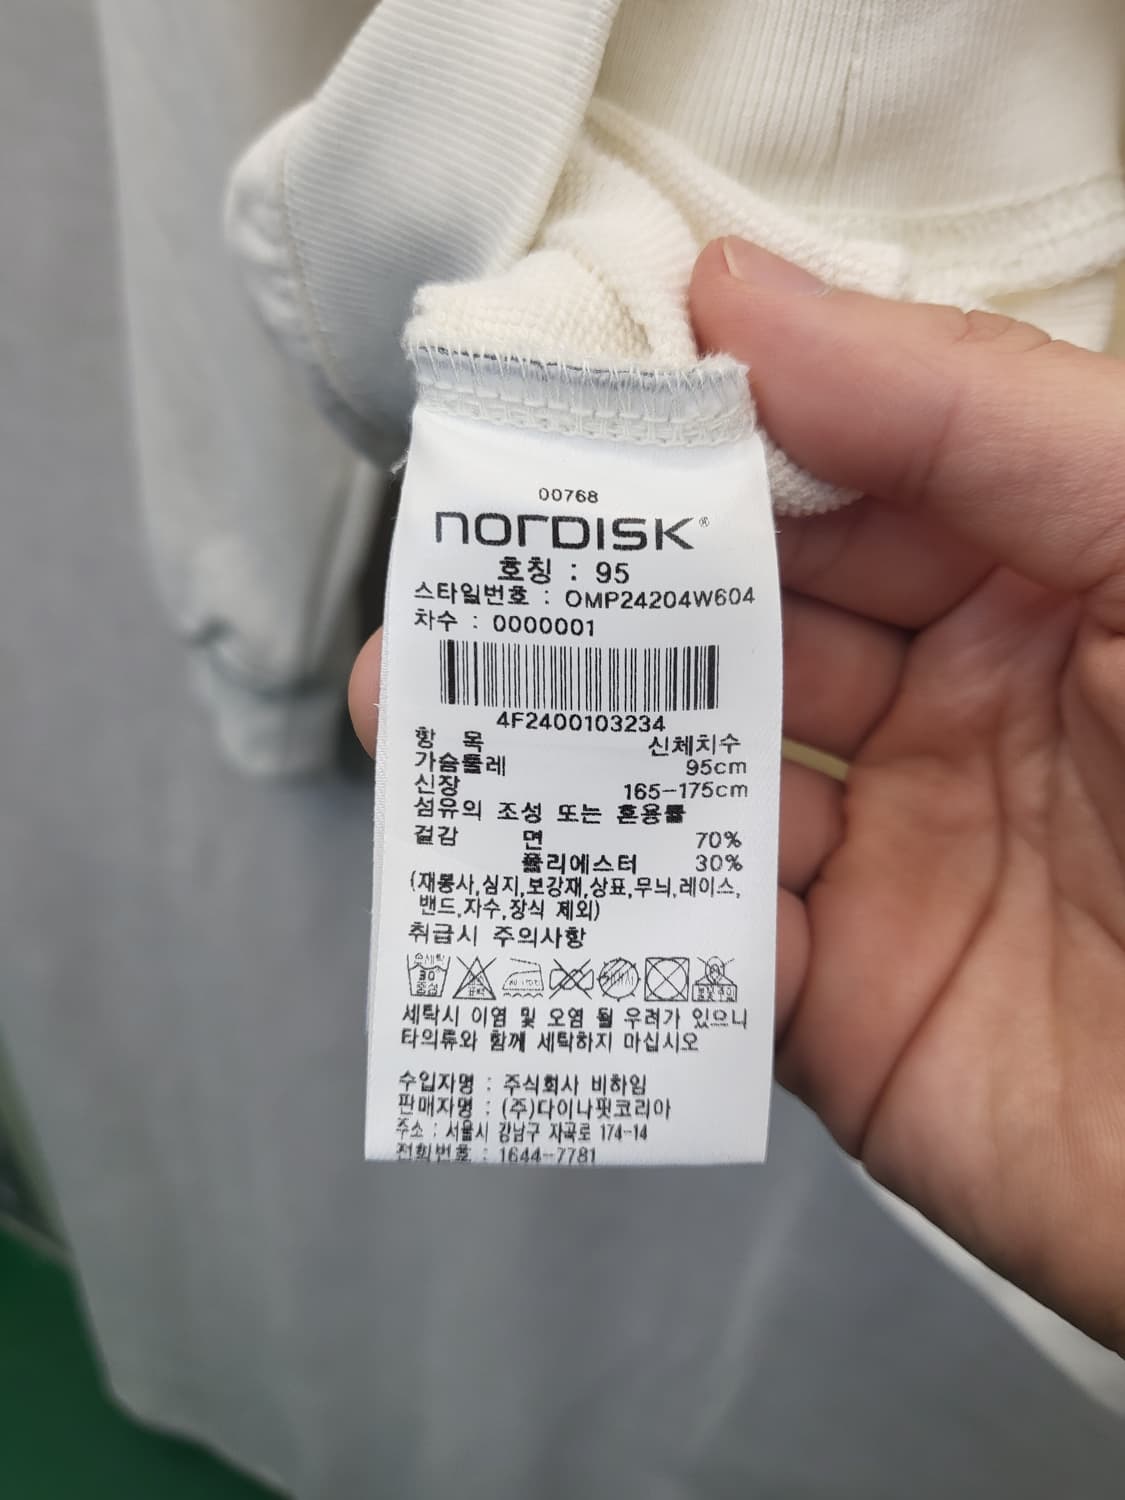 00768
nordisk®
호칭 : 95
스타일번호 : OMP24204W604
차수 : 0000001
4F2400103234
항 목 신체치수
가슴둘레 95cm
신장 165-175cm
섬유의 조성 또는 혼용률
겉감 면 70%
폴리에스터 30%
(재봉사,심지,보강재,상표,무늬,레이스,
밴드,자수,장식 제외)
취급시 주의사항
손세탁 30 중성
세탁시 이염 및 오염 될 우려가 있으니
타의류와 함께 세탁하지 마십시오
수입자명 : 주식회사 비하임
판매자명 : (주)다이나핏코리아
주소 : 서울시 강남구 자곡로 174-14
전화번호 : 1644-7781